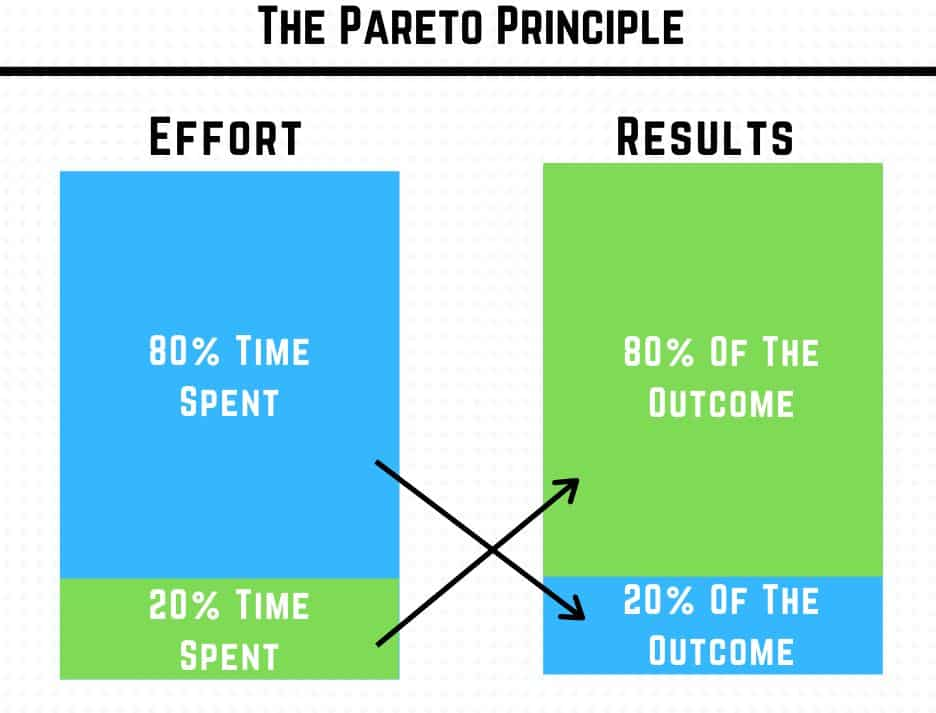 The Pareto Principle
Effort
Results
80% Time
Spent
80% Of The
Outcome
20% Time
Spent
20% Of The
Outcome